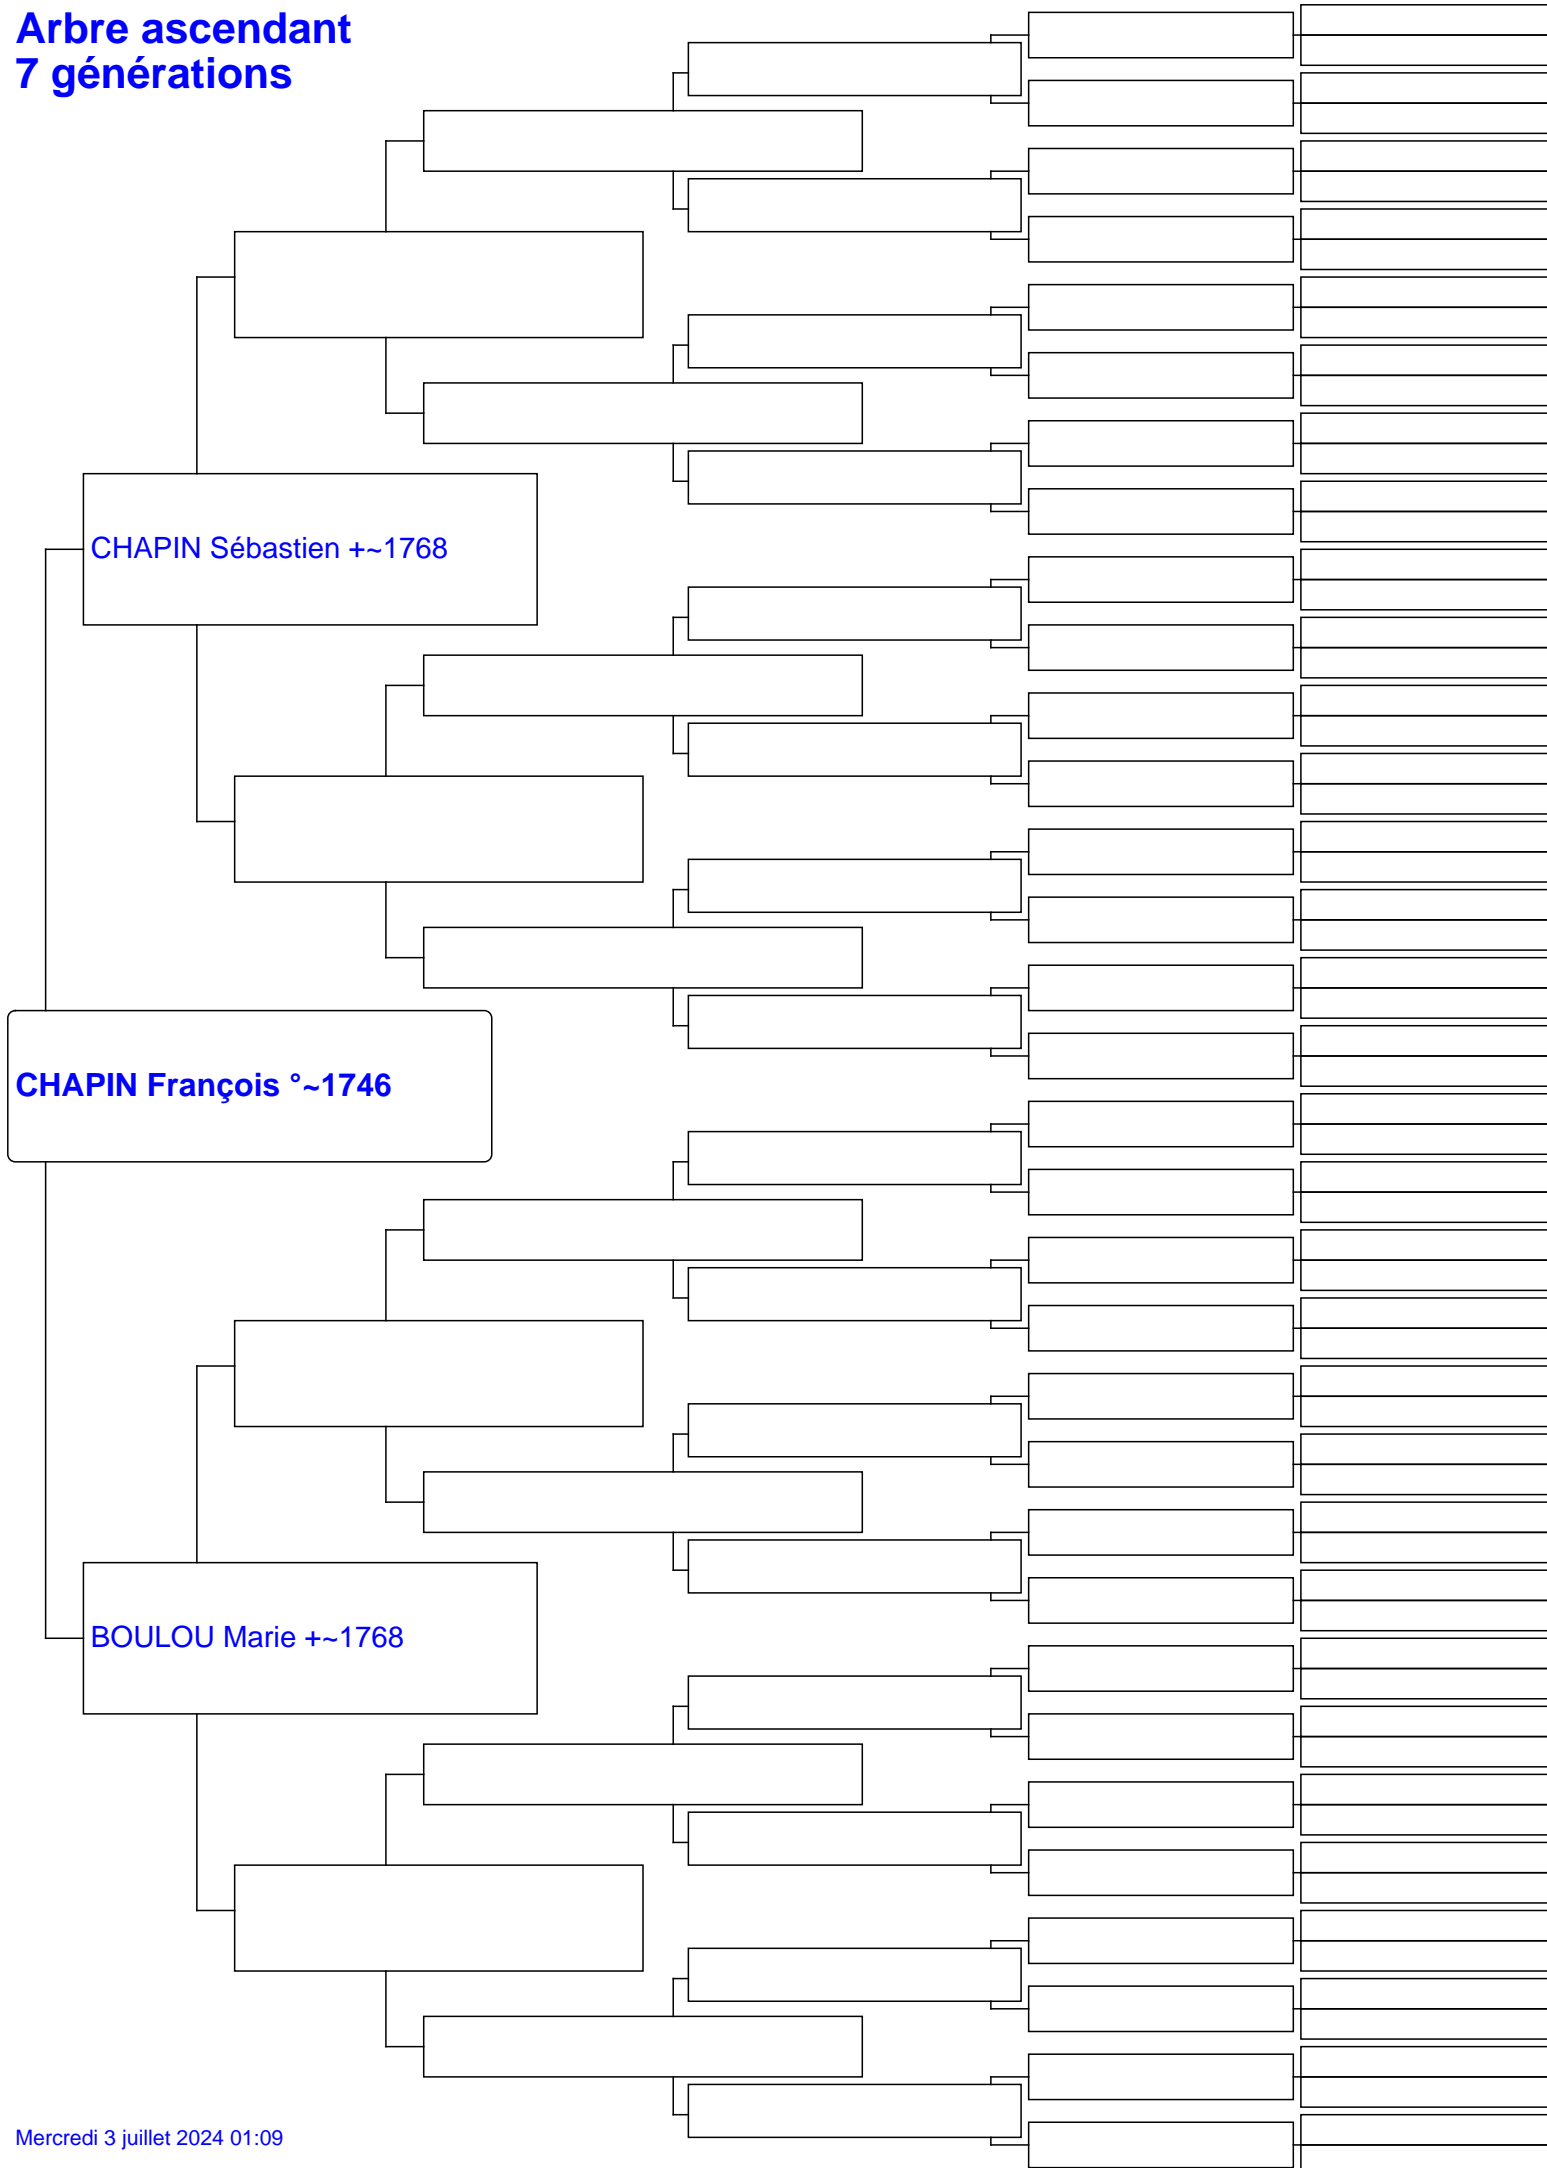 Arbre ascendant
7 générations
CHAPIN Sébastien +~1768
CHAPIN François °~1746
BOULOU Marie +~1768
Mercredi 3 juillet 2024 01:09